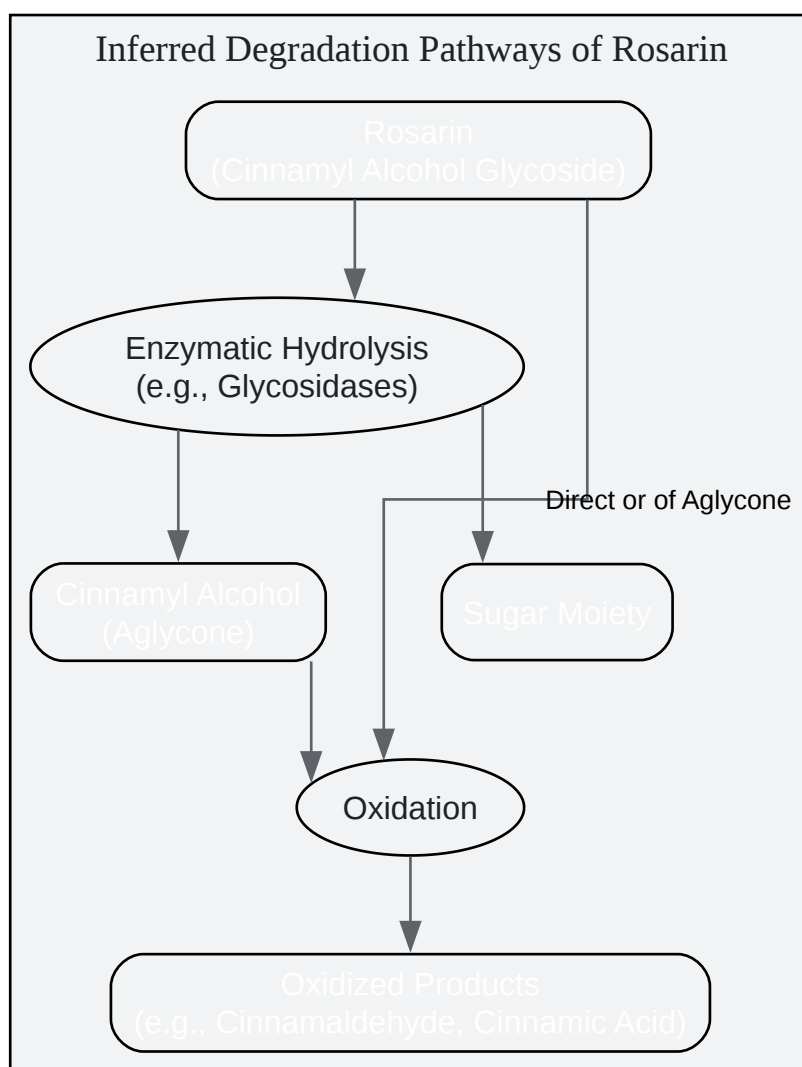 Inferred Degradation Pathways of Rosarin
Rosarin
(Cinnamyl Alcohol Glycoside)
Enzymatic Hydrolysis
(e.g., Glycosidases)
Direct or of Aglycone
Cinnamyl Alcohol
(Aglycone)
Sugar Moiety
Oxidation
Oxidized Products
(e.g., Cinnamaldehyde, Cinnamic Acid)